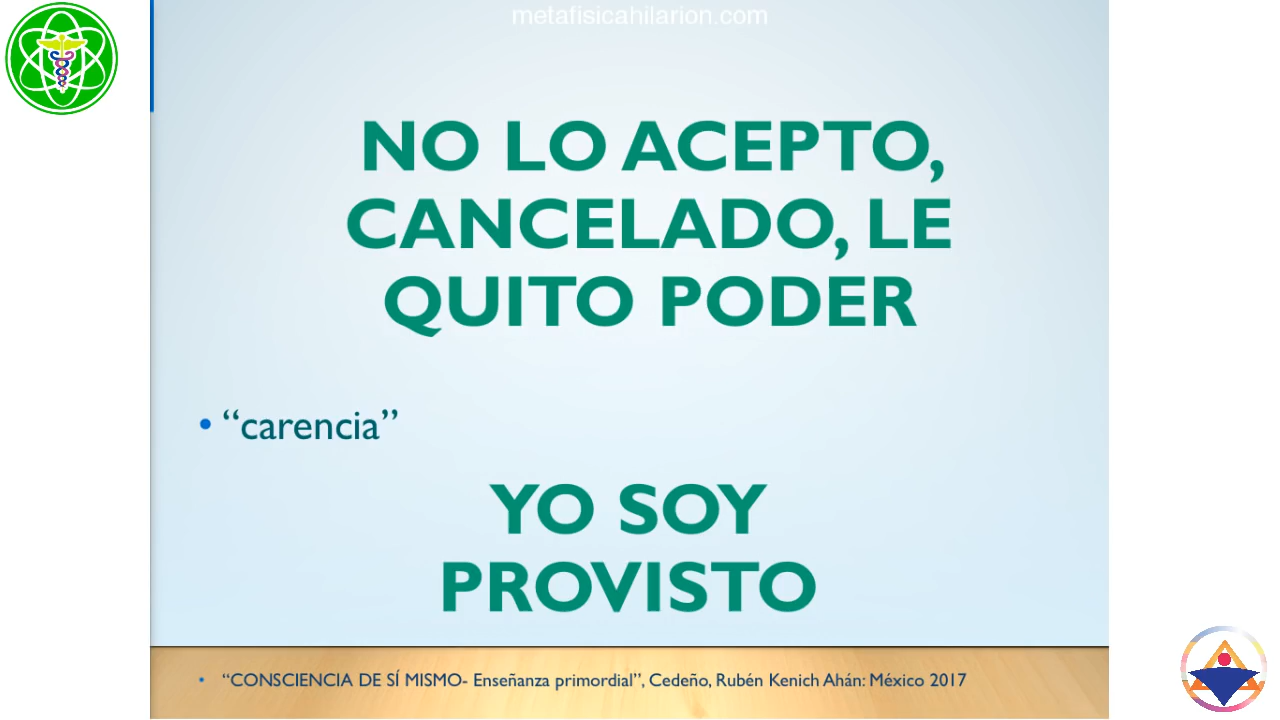 metafisicahilarion.com
NO LO ACEPTO,
CANCELADO, LE
QUITO PODER
• “carencia”
YO SOY
PROVISTO
• “CONSCIENCIA DE SÍ MISMO- Enseñanza primordial”, Cedeño, Rubén Kenich Ahán: México 2017